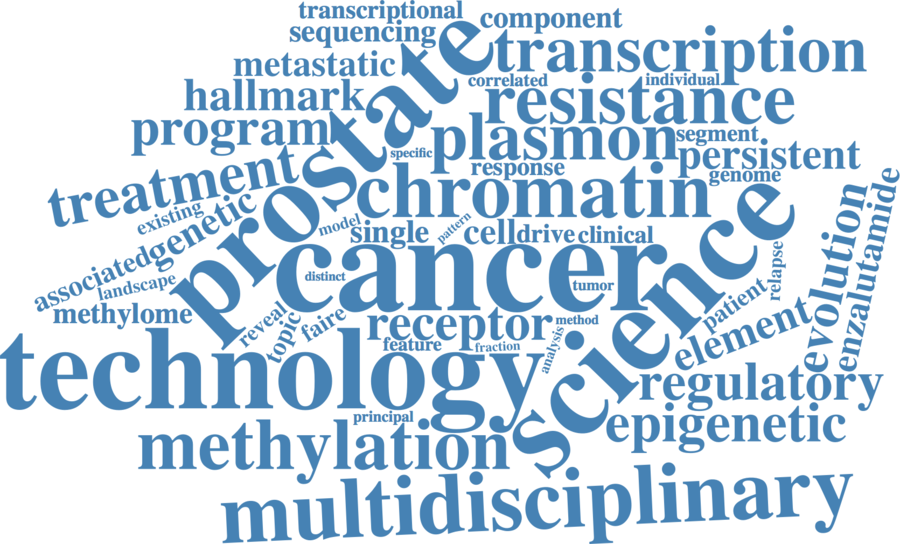 transcriptional
component
sequencing
prostate
transcription
metastatic
correlated
individual
hallmark
resistance
program
plasmon
segment
specific
persistent
treatment
response
genome
chromatin
existing
genetic
model
pattern
single
cell
drive
clinical
science
evolution
enzalutamide
associated
landscape
cancer
distinct
tumor
relapse
patient
methylome
reveal
topic
faire
receptor
method
element
feature
fraction
analysis
technology
regulatory
principal
epigenetic
methylation
multidisciplinary